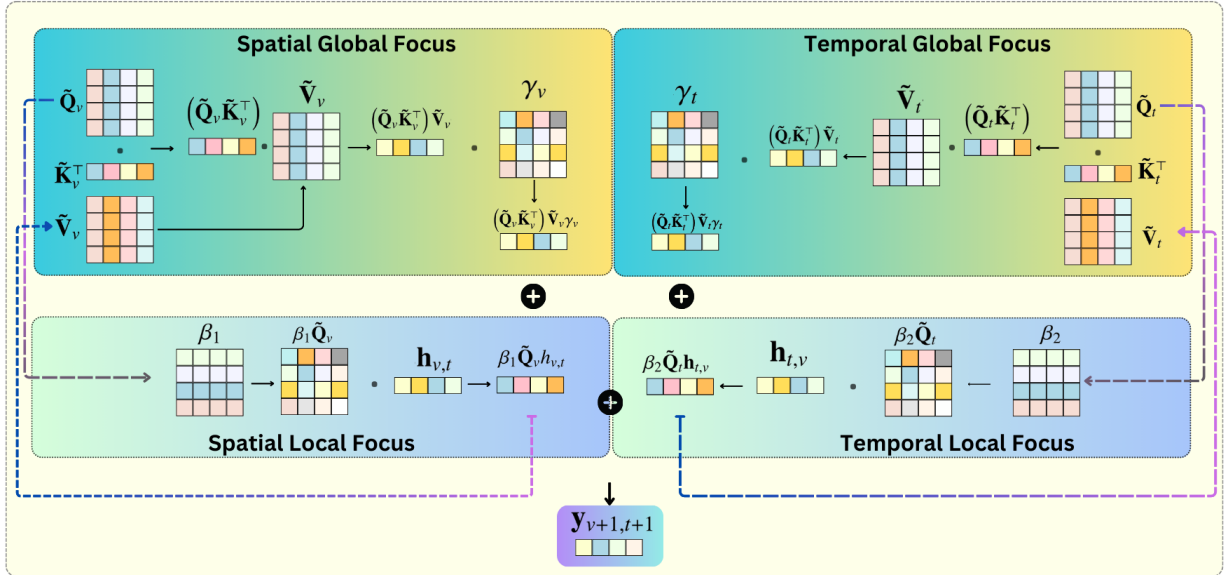 Spatial Global Focus
Q̃_v
K̃_v^⊤
Ṽ_v
(Q̃_v K̃_v^⊤)
Ṽ_v
(Q̃_v K̃_v^⊤) Ṽ_v
γ_v
(Q̃_v K̃_v^⊤) Ṽ_v γ_v
Temporal Global Focus
γ_t
(Q̃_t K̃_t^⊤) Ṽ_t γ_t
(Q̃_t K̃_t^⊤) Ṽ_t
Ṽ_t
(Q̃_t K̃_t^⊤)
Q̃_t
K̃_t^⊤
Ṽ_t
+
+
β_1
β_1 Q̃_v
h_{v,t}
β_1 Q̃_v h_{v,t}
Spatial Local Focus
+
β_2 Q̃_t h_{t,v}
h_{t,v}
β_2 Q̃_t
β_2
Temporal Local Focus
y_{v+1,t+1}